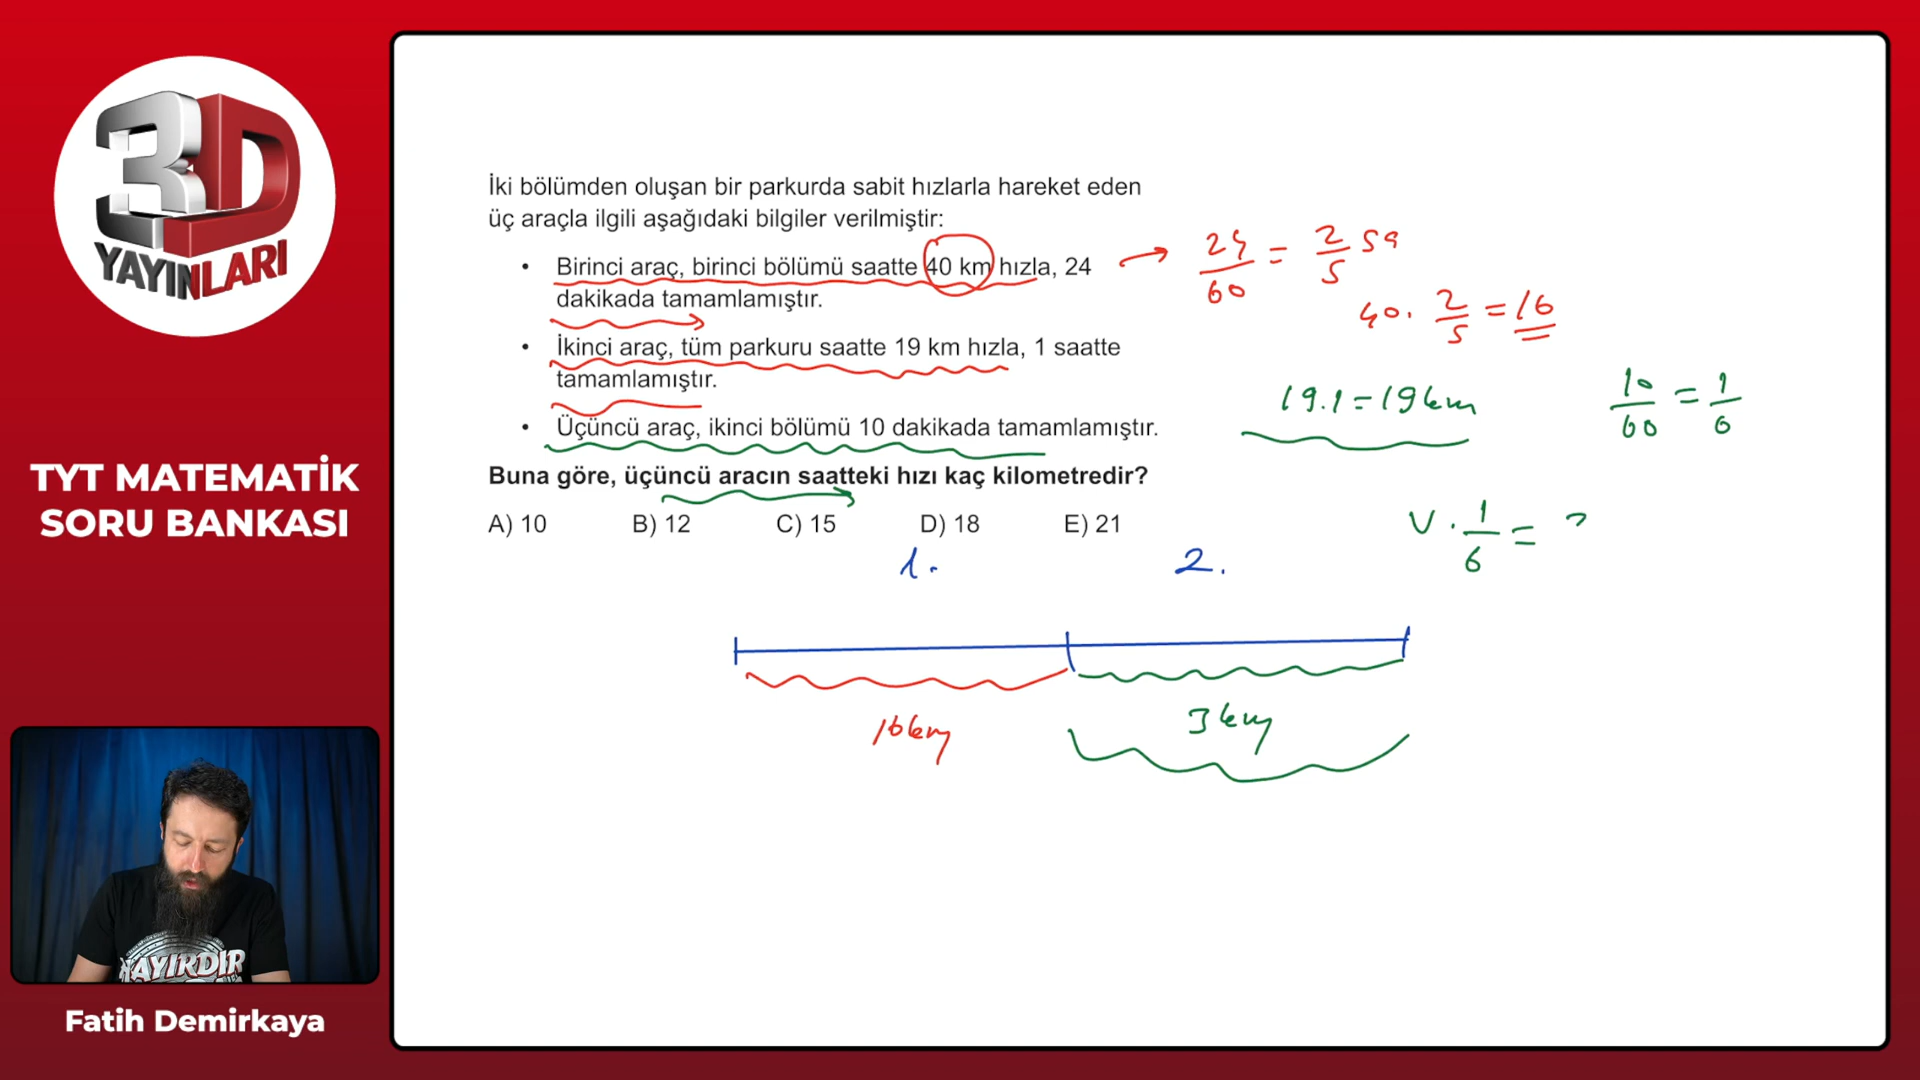 3D
YAYINLARI
TYT MATEMATİK
SORU BANKASI
HAYIRDIR
Fatih Demirkaya
İki bölümden oluşan bir parkurda sabit hızlarla hareket eden
üç araçla ilgili aşağıdaki bilgiler verilmiştir:
• Birinci araç, birinci bölümü saatte 40 km hızla, 24
dakikada tamamlamıştır.
• İkinci araç, tüm parkuru saatte 19 km hızla, 1 saatte
tamamlamıştır.
• Üçüncü araç, ikinci bölümü 10 dakikada tamamlamıştır.
Buna göre, üçüncü aracın saatteki hızı kaç kilometredir?
A) 10 B) 12 C) 15 D) 18 E) 21
24/60 = 2/5 sa
40. 2/5 = 16
19.1=19km
10/60 = 1/6
V . 1/6 =
1. 2.
16km 3km